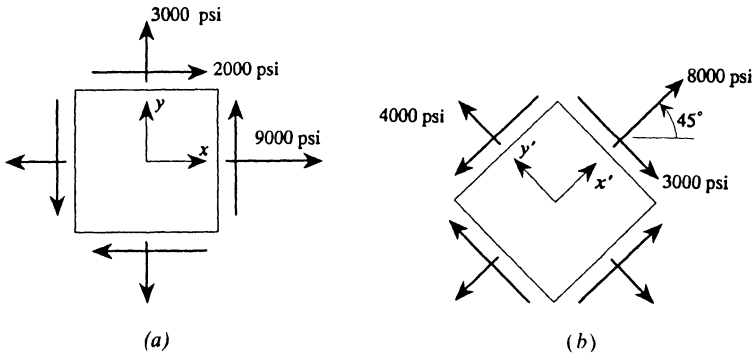 3000 psi
2000 psi
y
9000 psi
x
(a)
8000 psi
4000 psi
45°
y′
x′
3000 psi
(b)